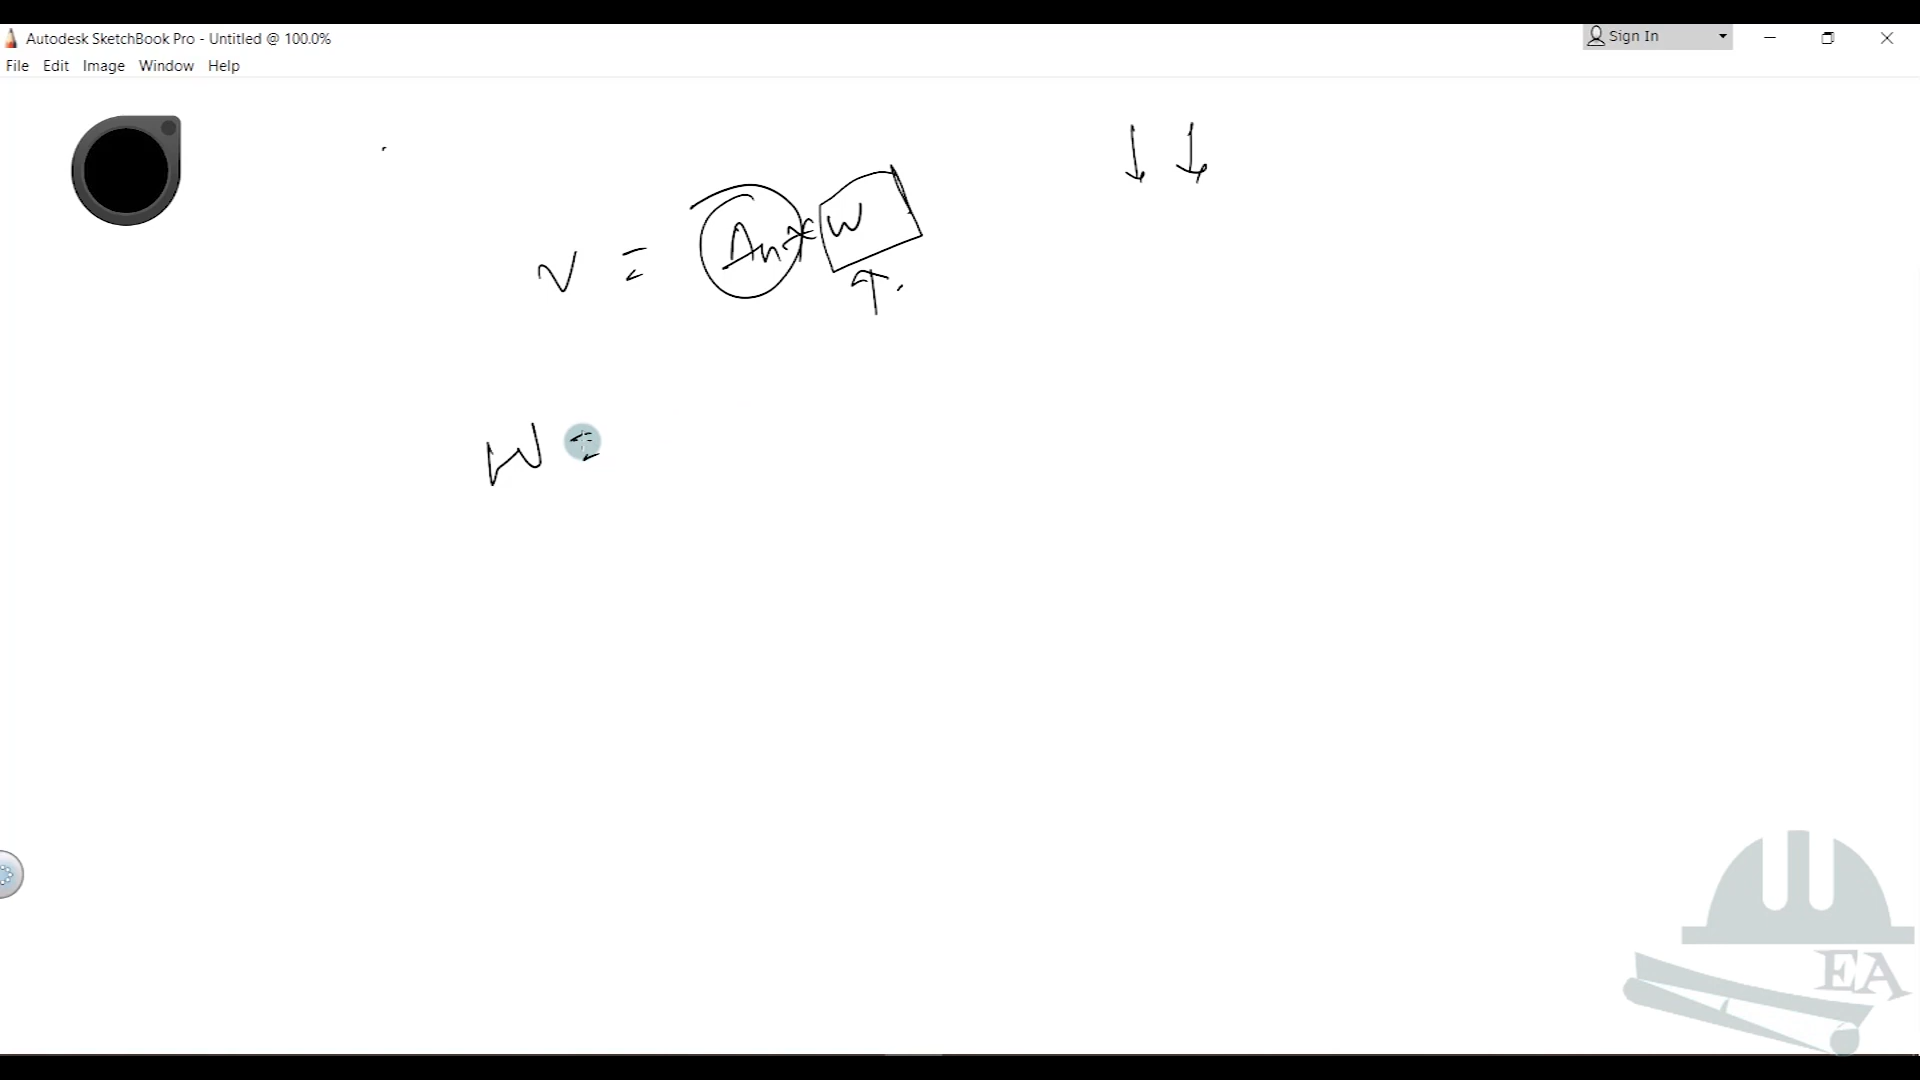 Autodesk SketchBook Pro - Untitled @ 100.0%
Sign In
File Edit Image Window Help
V = An * W
W =
EA